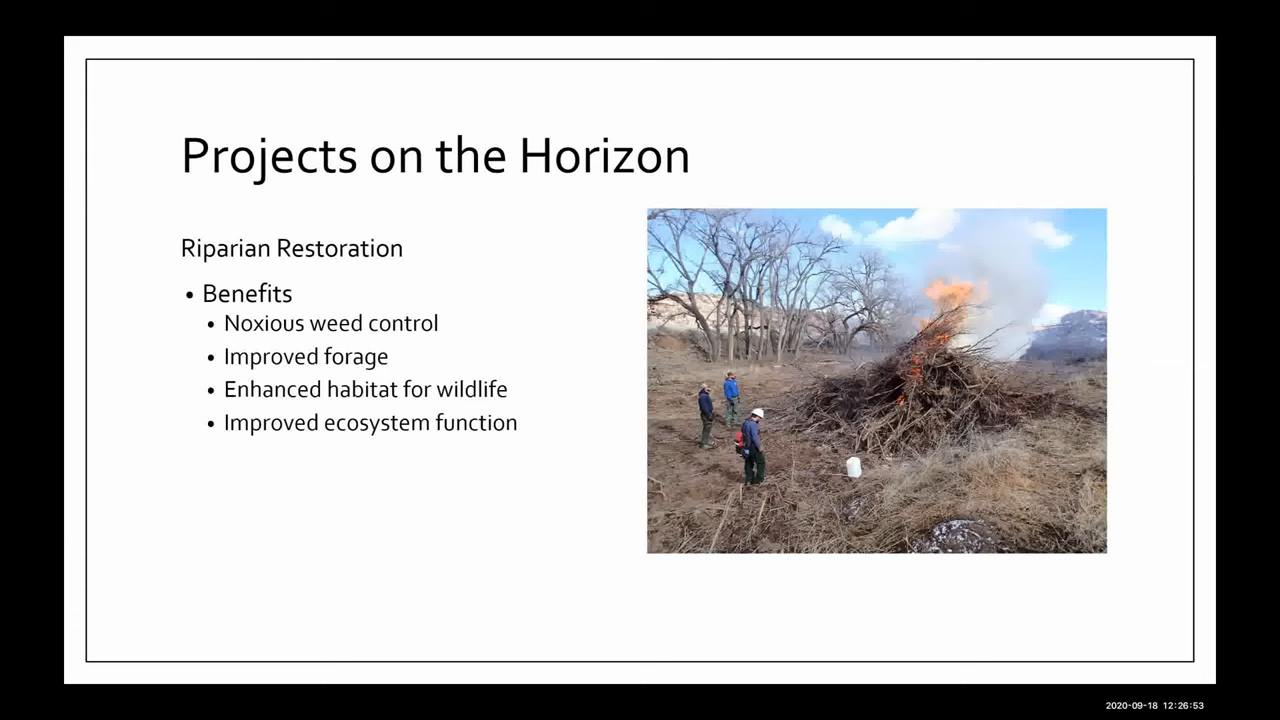 Projects on the Horizon
Riparian Restoration
• Benefits
• Noxious weed control
• Improved forage
• Enhanced habitat for wildlife
• Improved ecosystem function
2020-09-18 12:26:53